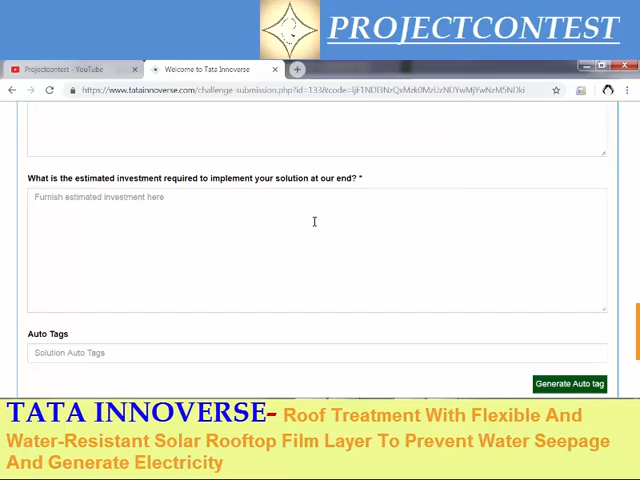 PROJECTCONTEST
Projectcontest - YouTube
Welcome to Tata Innoverse
What is the estimated investment required to implement your solution at our end? *
Furnish estimated investment here
Auto Tags
Solution Auto Tags
Generate Auto tag
TATA INNOVERSE- Roof Treatment With Flexible And
Water-Resistant Solar Rooftop Film Layer To Prevent Water Seepage
And Generate Electricity